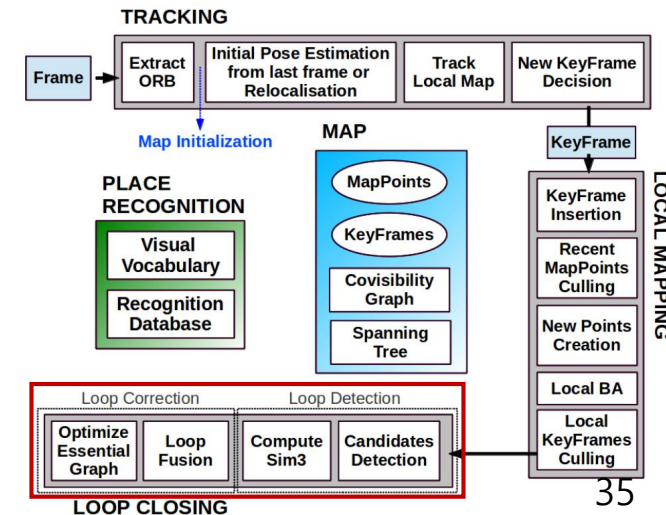 TRACKING
Frame
Extract
ORB
Initial Pose Estimation
from last frame or
Relocalisation
Track
Local Map
New KeyFrame
Decision
Map Initialization
MAP
KeyFrame
PLACE
RECOGNITION
Visual
Vocabulary
Recognition
Database
MapPoints
KeyFrames
Covisibility
Graph
Spanning
Tree
LOCAL MAPPING
KeyFrame
Insertion
Recent
MapPoints
Culling
New Points
Creation
Local BA
Local
KeyFrames
Culling
Loop Correction
Loop Detection
Optimize
Essential
Graph
Loop
Fusion
Compute
Sim3
Candidates
Detection
LOOP CLOSING
35